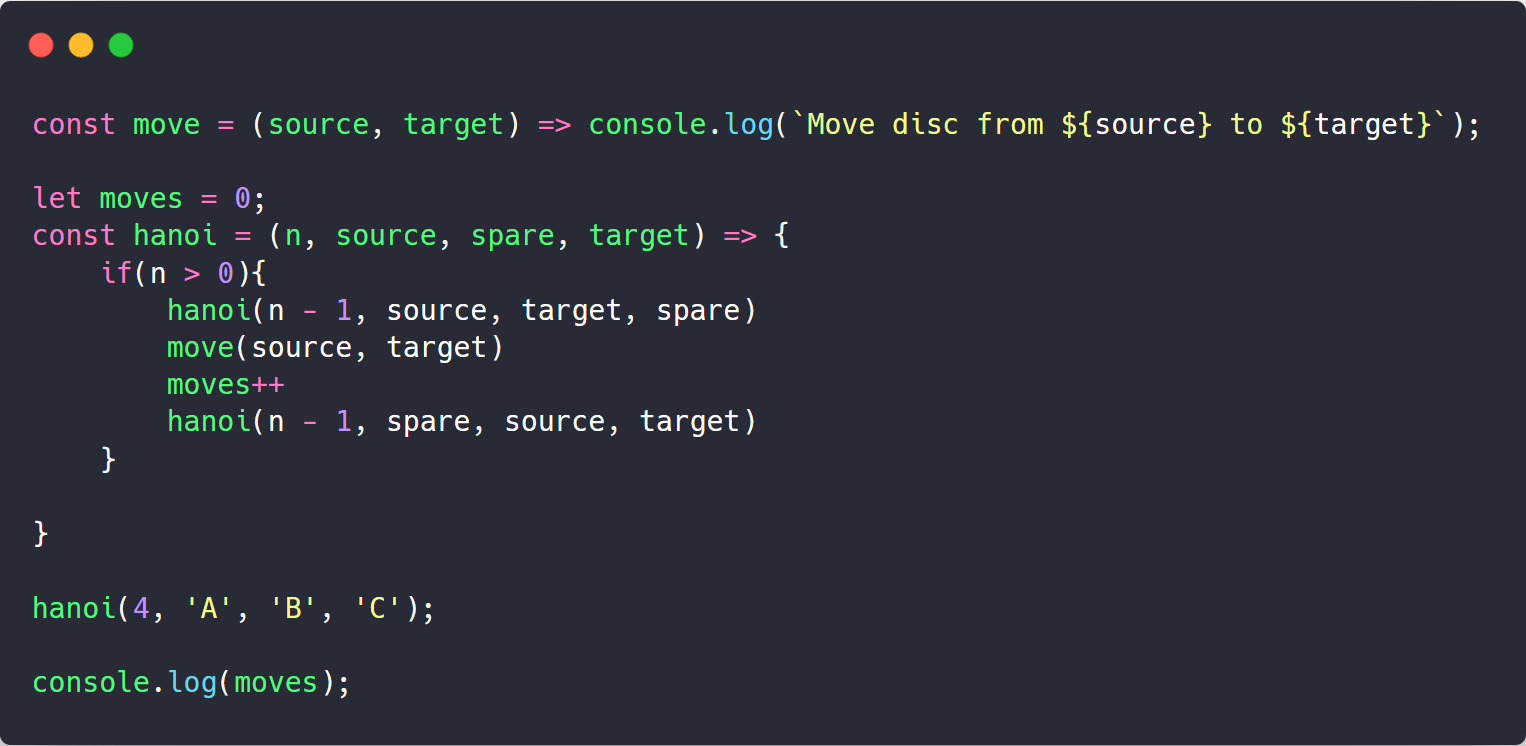 const move = (source, target) => console.log(`Move disc from ${source} to ${target}`);
let moves = 0;
const hanoi = (n, source, spare, target) => {
    if(n > 0){
        hanoi(n - 1, source, target, spare)
        move(source, target)
        moves++
        hanoi(n - 1, spare, source, target)
    }
}
hanoi(4, 'A', 'B', 'C');
console.log(moves);